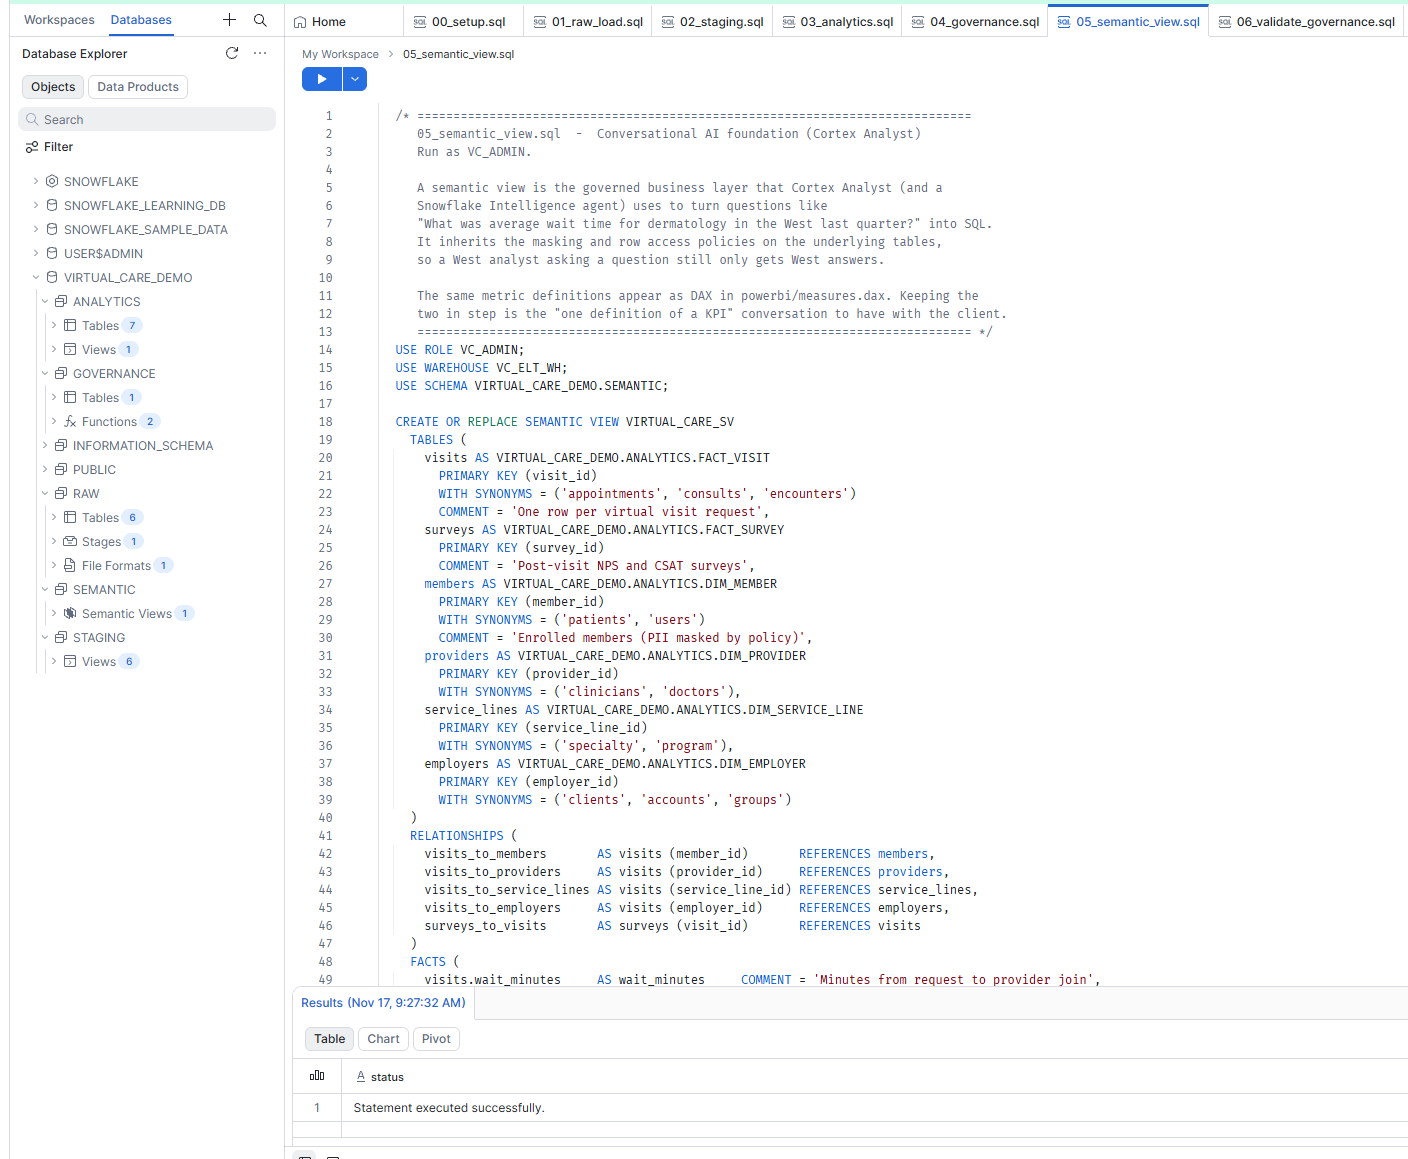 Workspaces Databases
Database Explorer
Objects Data Products
Search
Filter
SNOWFLAKE
SNOWFLAKE_LEARNING_DB
SNOWFLAKE_SAMPLE_DATA
USER$ADMIN
VIRTUAL_CARE_DEMO
ANALYTICS
Tables 7
Views 1
GOVERNANCE
Tables 1
Functions 2
INFORMATION_SCHEMA
PUBLIC
RAW
Tables 6
Stages 1
File Formats 1
SEMANTIC
Semantic Views 1
STAGING
Views 6
Home 00_setup.sql 01_raw_load.sql 02_staging.sql 03_analytics.sql 04_governance.sql 05_semantic_view.sql 06_validate_governance.sql
My Workspace > 05_semantic_view.sql
1 /* =============================================================================
2 05_semantic_view.sql - Conversational AI foundation (Cortex Analyst)
3 Run as VC_ADMIN.
4
5 A semantic view is the governed business layer that Cortex Analyst (and a
6 Snowflake Intelligence agent) uses to turn questions like
7 "What was average wait time for dermatology in the West last quarter?" into SQL.
8 It inherits the masking and row access policies on the underlying tables,
9 so a West analyst asking a question still only gets West answers.
10
11 The same metric definitions appear as DAX in powerbi/measures.dax. Keeping the
12 two in step is the "one definition of a KPI" conversation to have with the client.
13 ============================================================================= */
14 USE ROLE VC_ADMIN;
15 USE WAREHOUSE VC_ELT_WH;
16 USE SCHEMA VIRTUAL_CARE_DEMO.SEMANTIC;
17
18 CREATE OR REPLACE SEMANTIC VIEW VIRTUAL_CARE_SV
19 TABLES (
20 visits AS VIRTUAL_CARE_DEMO.ANALYTICS.FACT_VISIT
21 PRIMARY KEY (visit_id)
22 WITH SYNONYMS = ('appointments', 'consults', 'encounters')
23 COMMENT = 'One row per virtual visit request',
24 surveys AS VIRTUAL_CARE_DEMO.ANALYTICS.FACT_SURVEY
25 PRIMARY KEY (survey_id)
26 COMMENT = 'Post-visit NPS and CSAT surveys',
27 members AS VIRTUAL_CARE_DEMO.ANALYTICS.DIM_MEMBER
28 PRIMARY KEY (member_id)
29 WITH SYNONYMS = ('patients', 'users')
30 COMMENT = 'Enrolled members (PII masked by policy)',
31 providers AS VIRTUAL_CARE_DEMO.ANALYTICS.DIM_PROVIDER
32 PRIMARY KEY (provider_id)
33 WITH SYNONYMS = ('clinicians', 'doctors'),
34 service_lines AS VIRTUAL_CARE_DEMO.ANALYTICS.DIM_SERVICE_LINE
35 PRIMARY KEY (service_line_id)
36 WITH SYNONYMS = ('specialty', 'program'),
37 employers AS VIRTUAL_CARE_DEMO.ANALYTICS.DIM_EMPLOYER
38 PRIMARY KEY (employer_id)
39 WITH SYNONYMS = ('clients', 'accounts', 'groups')
40 )
41 RELATIONSHIPS (
42 visits_to_members AS visits (member_id) REFERENCES members,
43 visits_to_providers AS visits (provider_id) REFERENCES providers,
44 visits_to_service_lines AS visits (service_line_id) REFERENCES service_lines,
45 visits_to_employers AS visits (employer_id) REFERENCES employers,
46 surveys_to_visits AS surveys (visit_id) REFERENCES visits
47 )
48 FACTS (
49 visits.wait_minutes AS wait_minutes COMMENT = 'Minutes from request to provider join',
Results (Nov 17, 9:27:32 AM)
Table Chart Pivot
A status
1 Statement executed successfully.